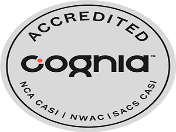 ACCREDITED
cognia™
NCA CASI | NWAC | SACS CASI